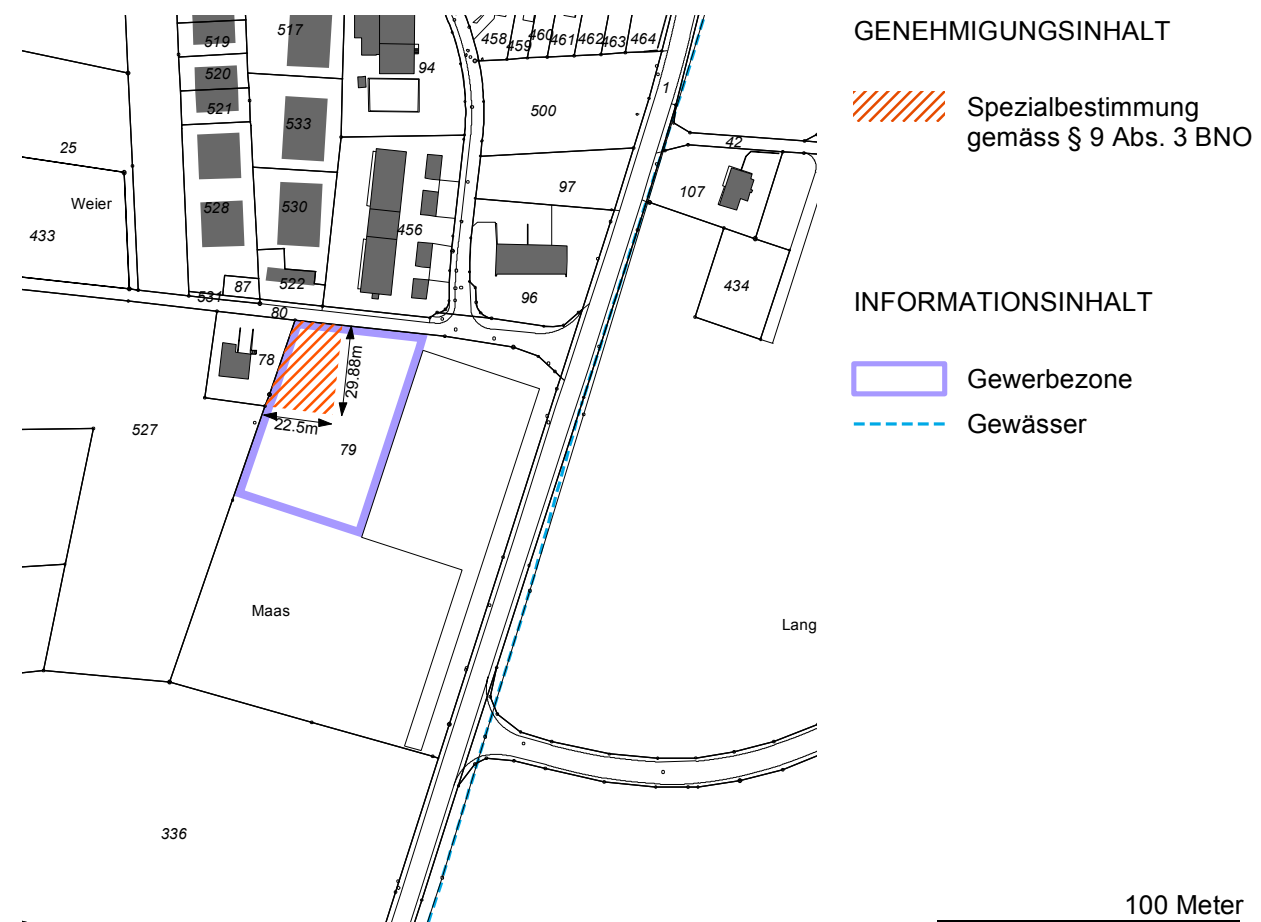 GENEHMIGUNGSINHALT
Spezialbestimmung
gemäss § 9 Abs. 3 BNO
INFORMATIONSINHALT
Gewerbezone
Gewässer
100 Meter
519
517
520
521
94
458
459
460
461
462
463
464
1
500
533
25
42
97
107
Weier
528
530
456
433
434
87
522
96
531
80
78
29.88m
22.5m
527
79
Maas
Lang
336